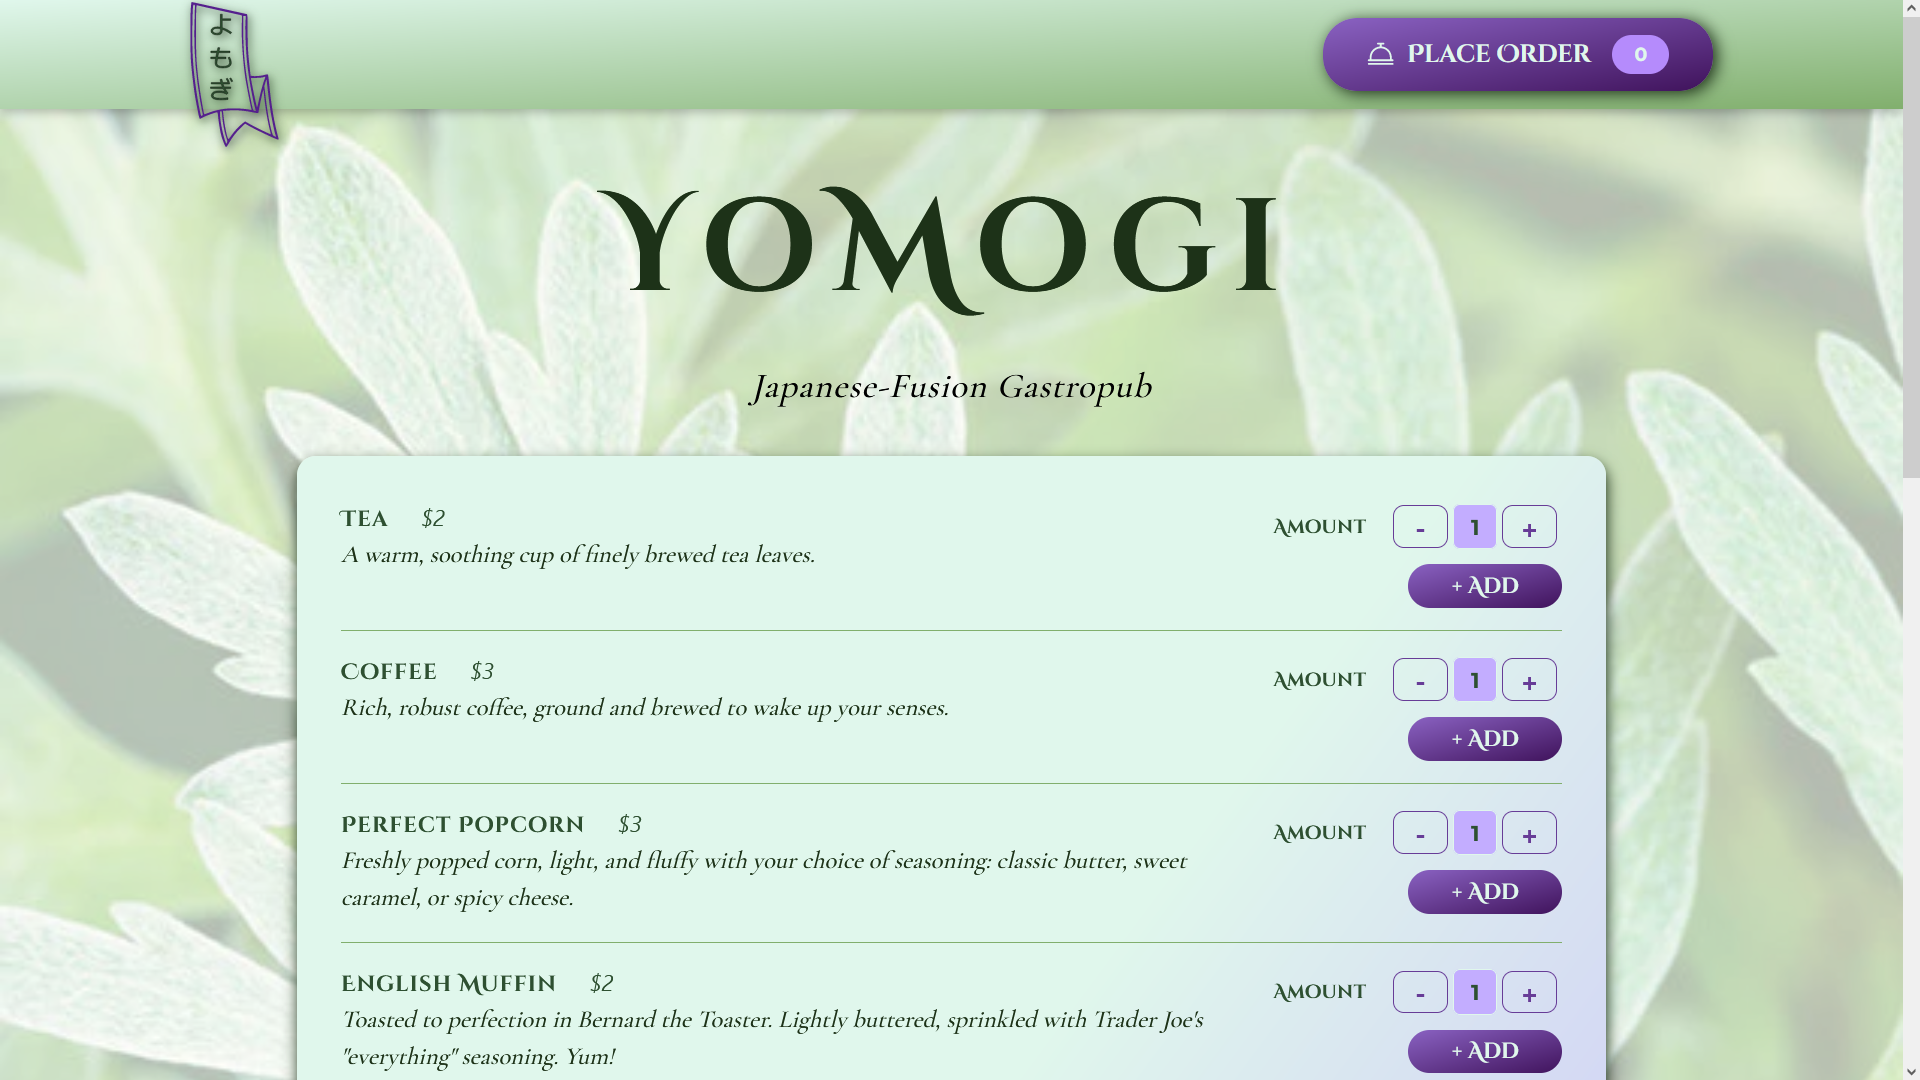 よ
も
ぎ
Place Order 0
Yomogi
Japanese-Fusion Gastropub
Tea $2
A warm, soothing cup of finely brewed tea leaves.
Amount - 1 +
+ Add
Coffee $3
Rich, robust coffee, ground and brewed to wake up your senses.
Amount - 1 +
+ Add
Perfect Popcorn $3
Freshly popped corn, light, and fluffy with your choice of seasoning: classic butter, sweet
caramel, or spicy cheese.
Amount - 1 +
+ Add
English Muffin $2
Toasted to perfection in Bernard the Toaster. Lightly buttered, sprinkled with Trader Joe's
"everything" seasoning. Yum!
Amount - 1 +
+ Add